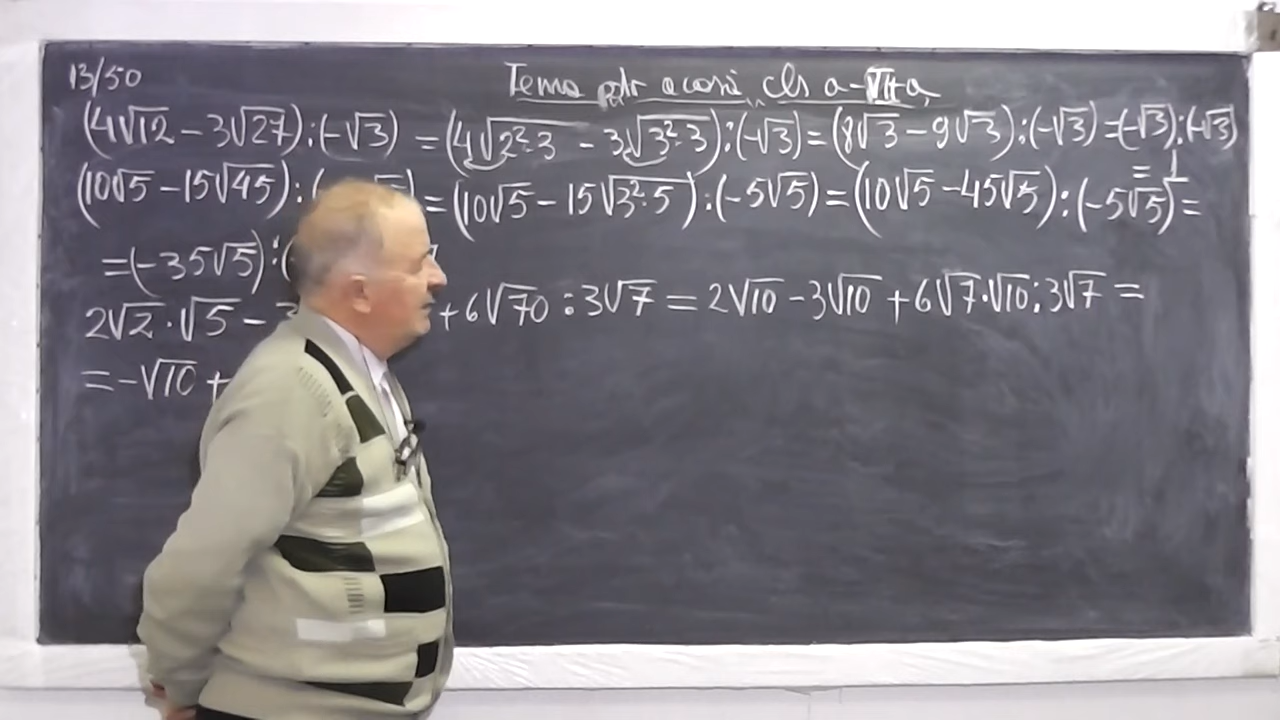 13/50
Tema ptr acasă cls a-VII-a
(4√12 - 3√27):(-√3) = (4√2²·3 - 3√3²·3):(-√3) = (8√3 - 9√3):(-√3) = (-√3):(-√3)
= 1
(10√5 - 15√45):( = (10√5 - 15√3²·5):(-5√5) = (10√5 - 45√5):(-5√5) =
= (-35√5):(
2√2·√5 - + 6√70 : 3√7 = 2√10 - 3√10 + 6√7·√10 : 3√7 =
= -√10 +